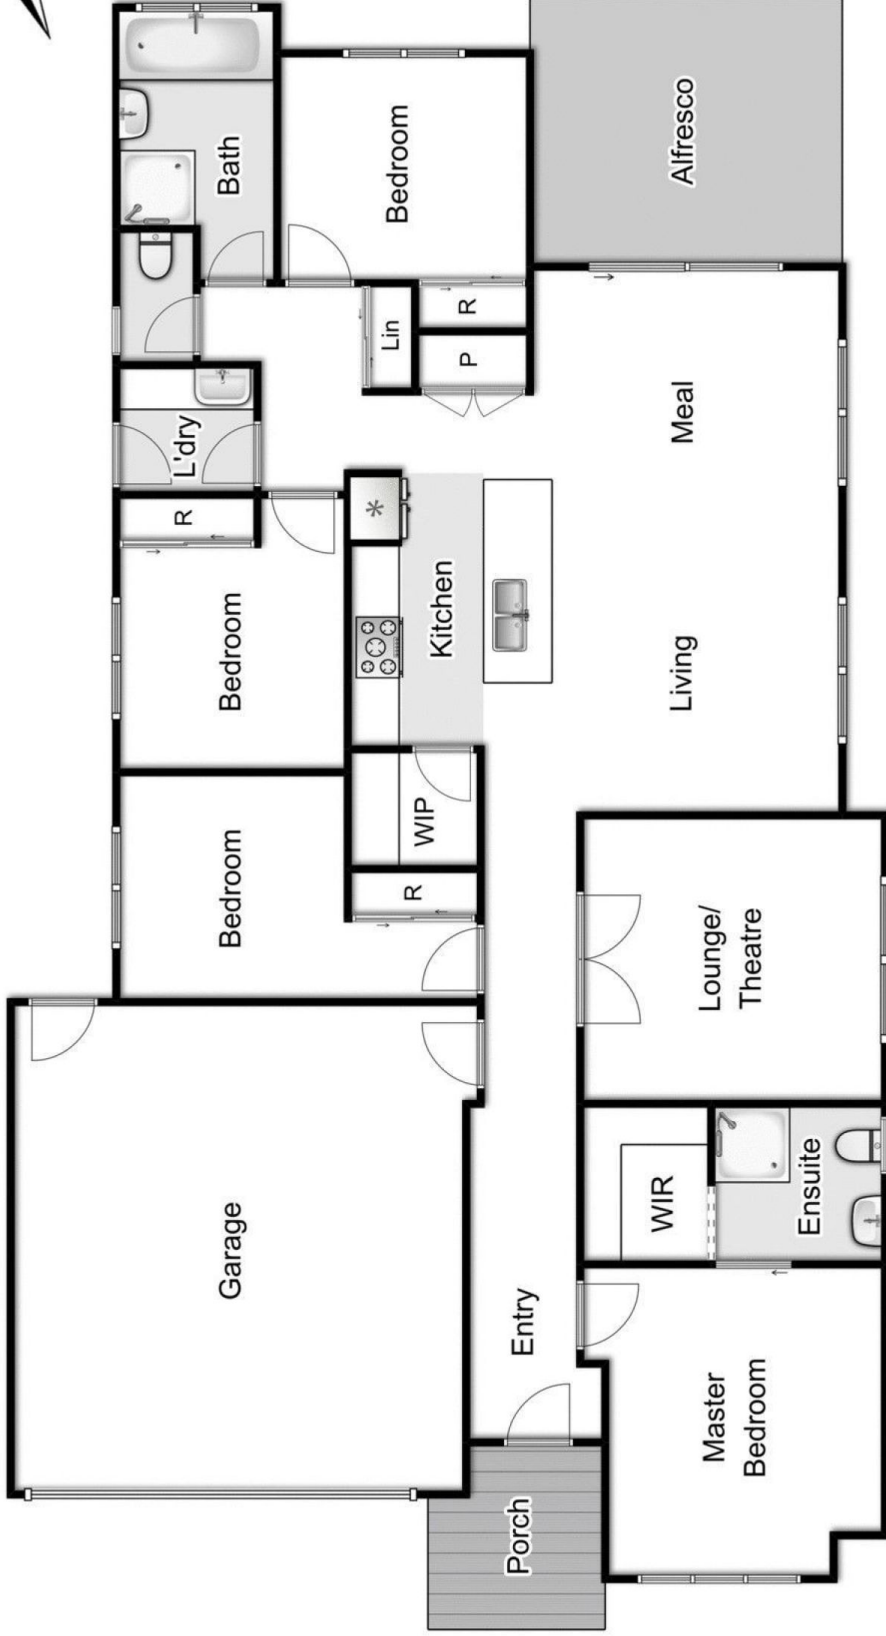 Bath
Bedroom
Alfresco
Lin
R
P
L'dry
Meal
R
Bedroom
Kitchen
Living
Bedroom
WIP
R
Lounge/
Theatre
Garage
WIR
Ensuite
Entry
Master
Bedroom
Porch